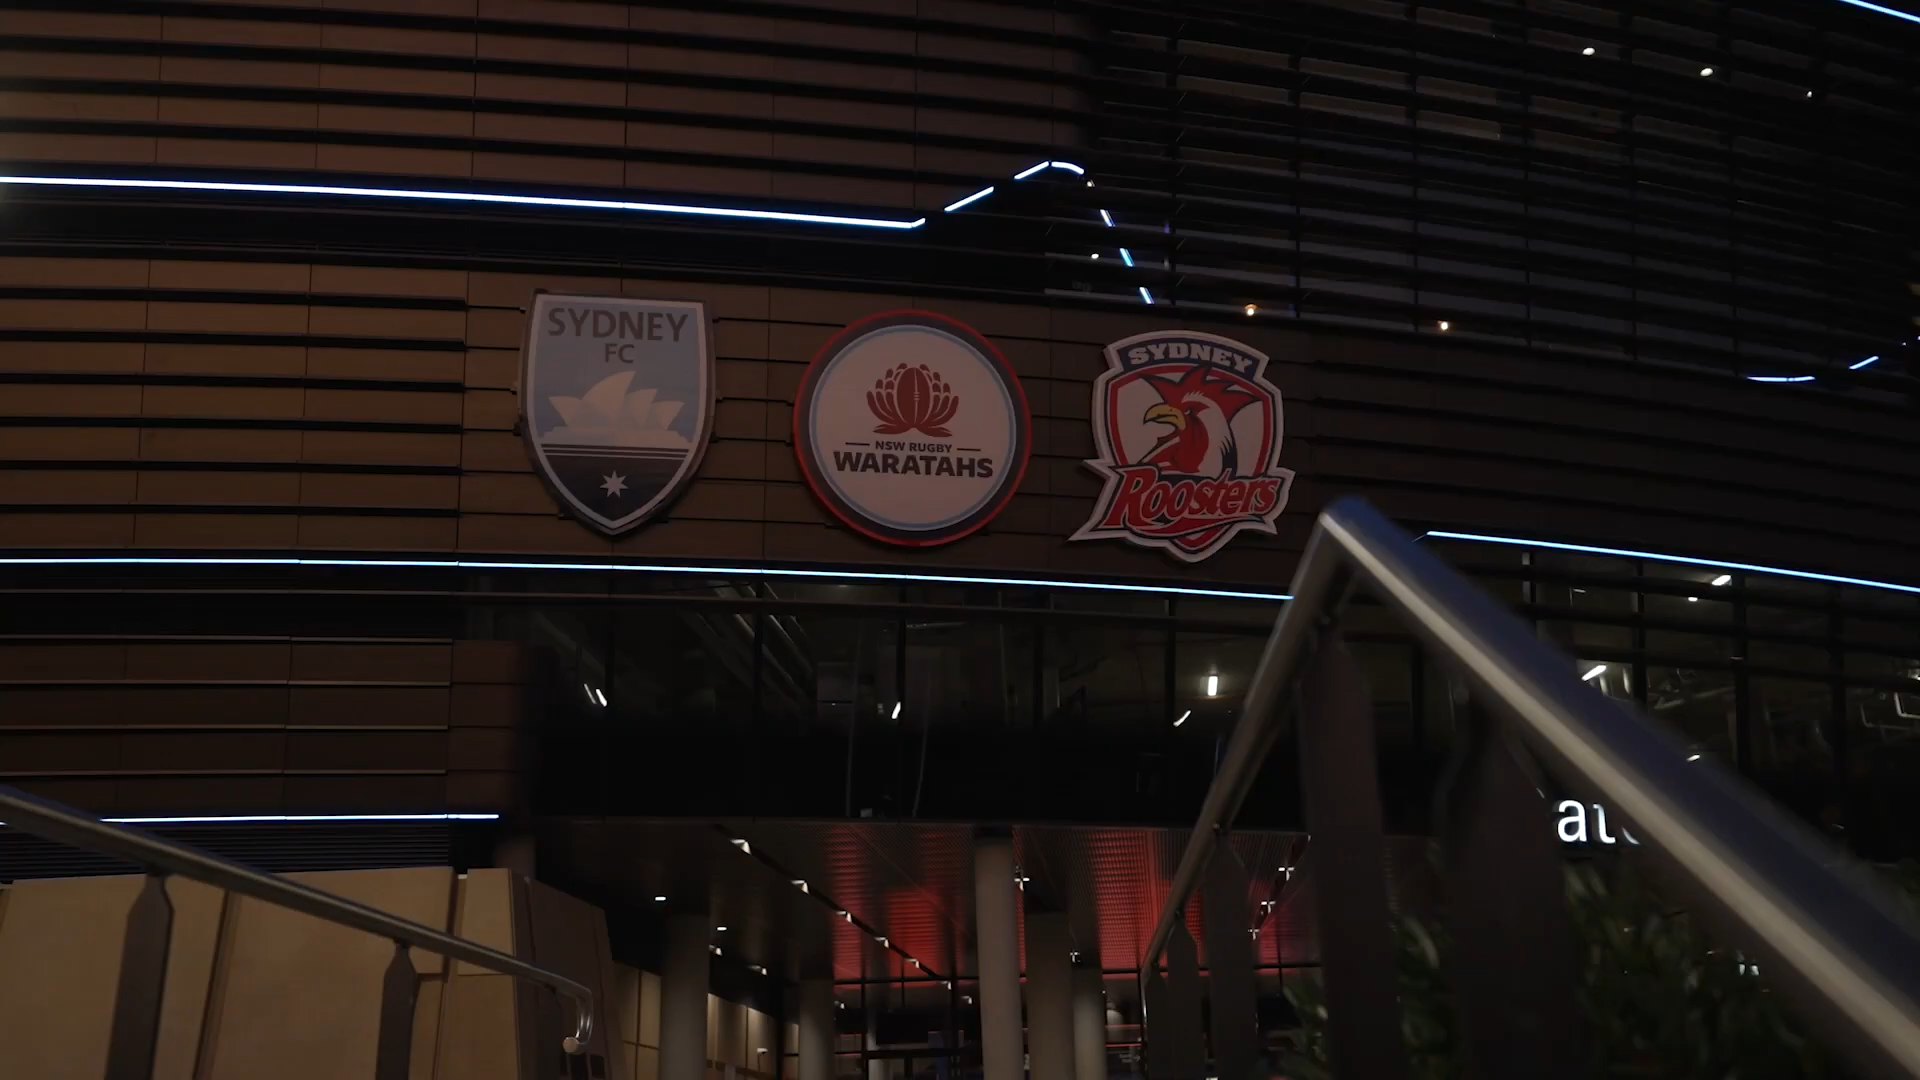 SYDNEY
FC
NSW RUGBY
WARATAHS
SYDNEY
Roosters